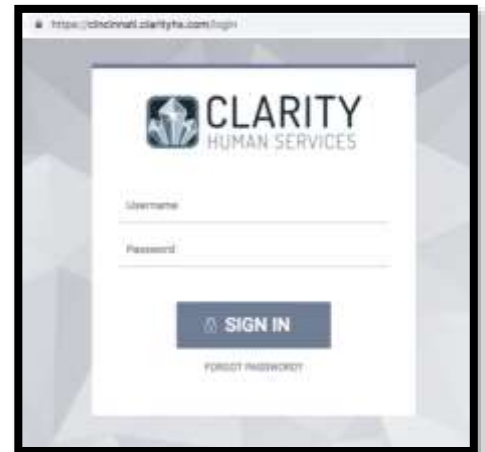 https://cincinnati.clarityhs.com/login
CLARITY
HUMAN SERVICES
Username
Password
SIGN IN
FORGOT PASSWORD?